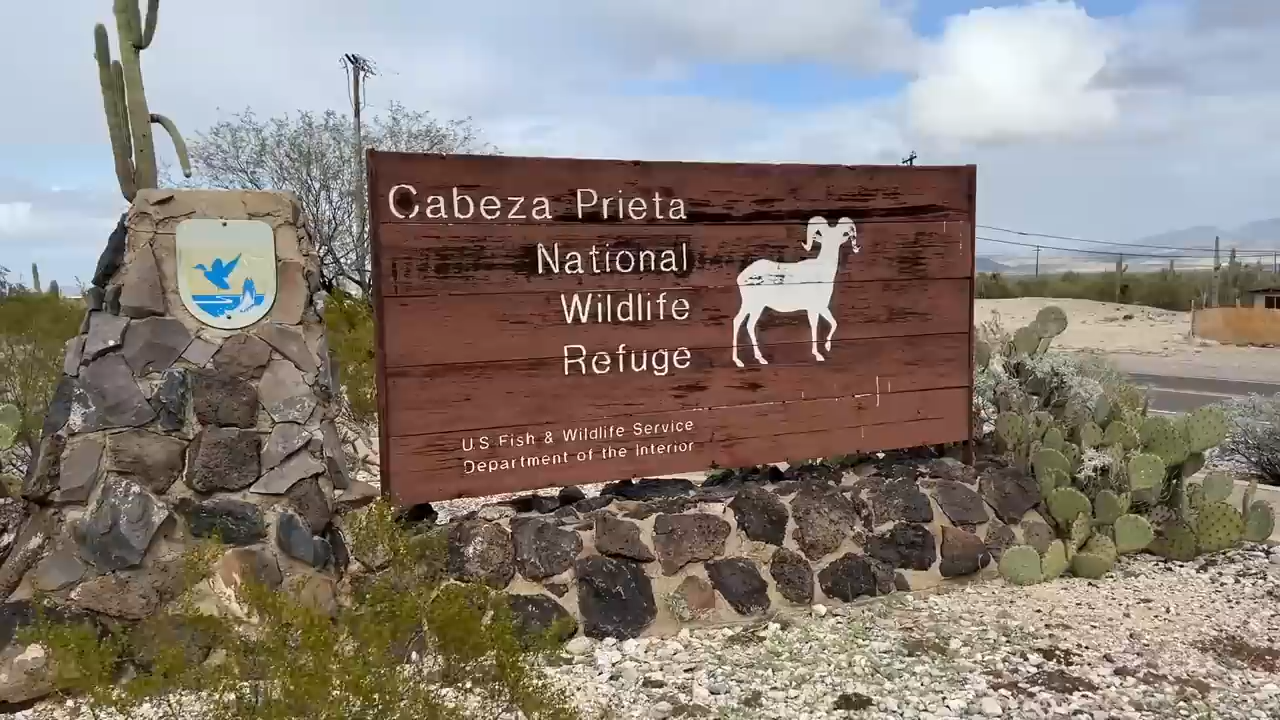 Cabeza Prieta
National
Wildlife
Refuge
U.S. Fish & Wildlife Service
Department of the Interior